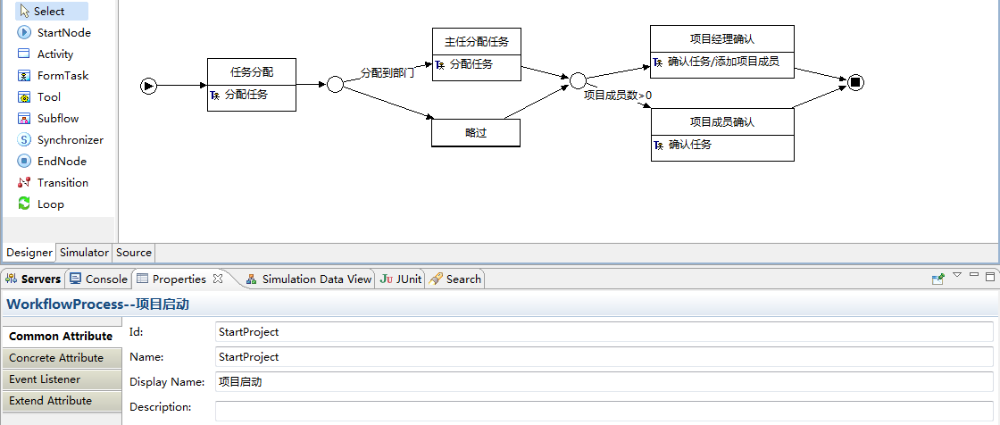 Select
StartNode
Activity
FormTask
Tool
Subflow
Synchronizer
EndNode
Transition
Loop
任务分配
分配任务
分配到部门
主任分配任务
分配任务
略过
项目经理确认
确认任务/添加项目成员
项目成员数>0
项目成员确认
确认任务
Designer Simulator Source
Servers Console Properties Simulation Data View JUnit Search
WorkflowProcess--项目启动
Common Attribute
Concrete Attribute
Event Listener
Extend Attribute
Id: StartProject
Name: StartProject
Display Name: 项目启动
Description: